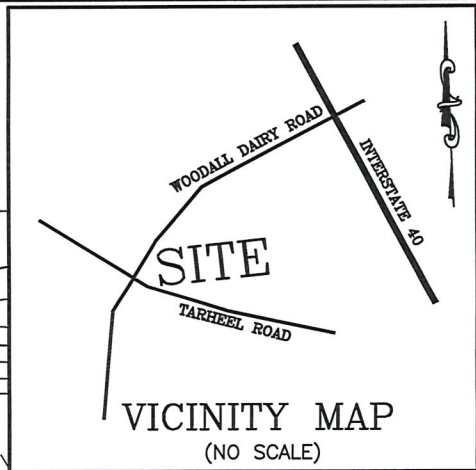 WOODALL DAIRY ROAD
INTERSTATE 40
SITE
TARHEEL ROAD
VICINITY MAP
(NO SCALE)